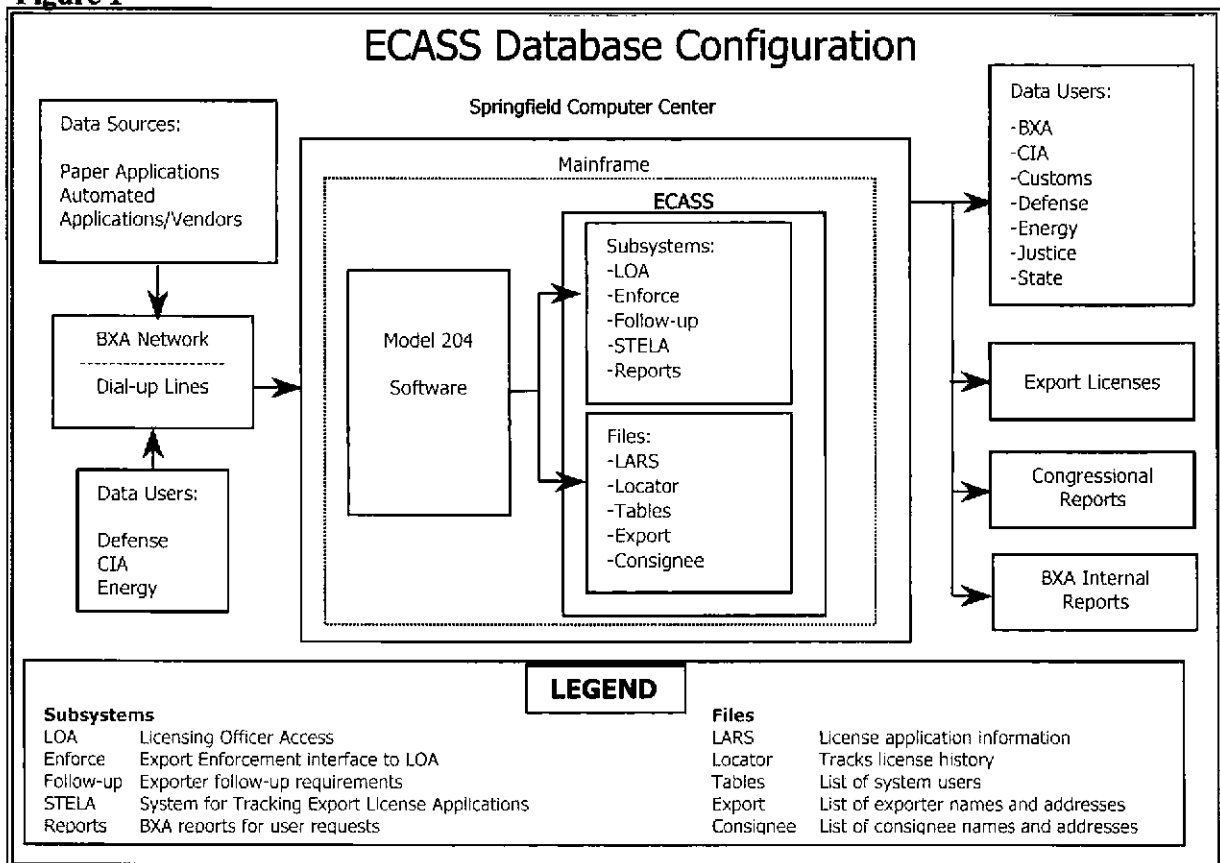 Figure 1
ECASS Database Configuration
Springfield Computer Center
Data Sources:
Paper Applications
Automated
Applications/Vendors
BXA Network
Dial-up Lines
Data Users:
Defense
CIA
Energy
Mainframe
ECASS
Model 204
Software
Subsystems:
-LOA
-Enforce
-Follow-up
-STELA
-Reports
Files:
-LARS
-Locator
-Tables
-Export
-Consignee
Data Users:
-BXA
-CIA
-Customs
-Defense
-Energy
-Justice
-State
Export Licenses
Congressional
Reports
BXA Internal
Reports
LEGEND
Subsystems
LOA Licensing Officer Access
Enforce Export Enforcement interface to LOA
Follow-up Exporter follow-up requirements
STELA System for Tracking Export License Applications
Reports BXA reports for user requests
Files
LARS License application information
Locator Tracks license history
Tables List of system users
Export List of exporter names and addresses
Consignee List of consignee names and addresses